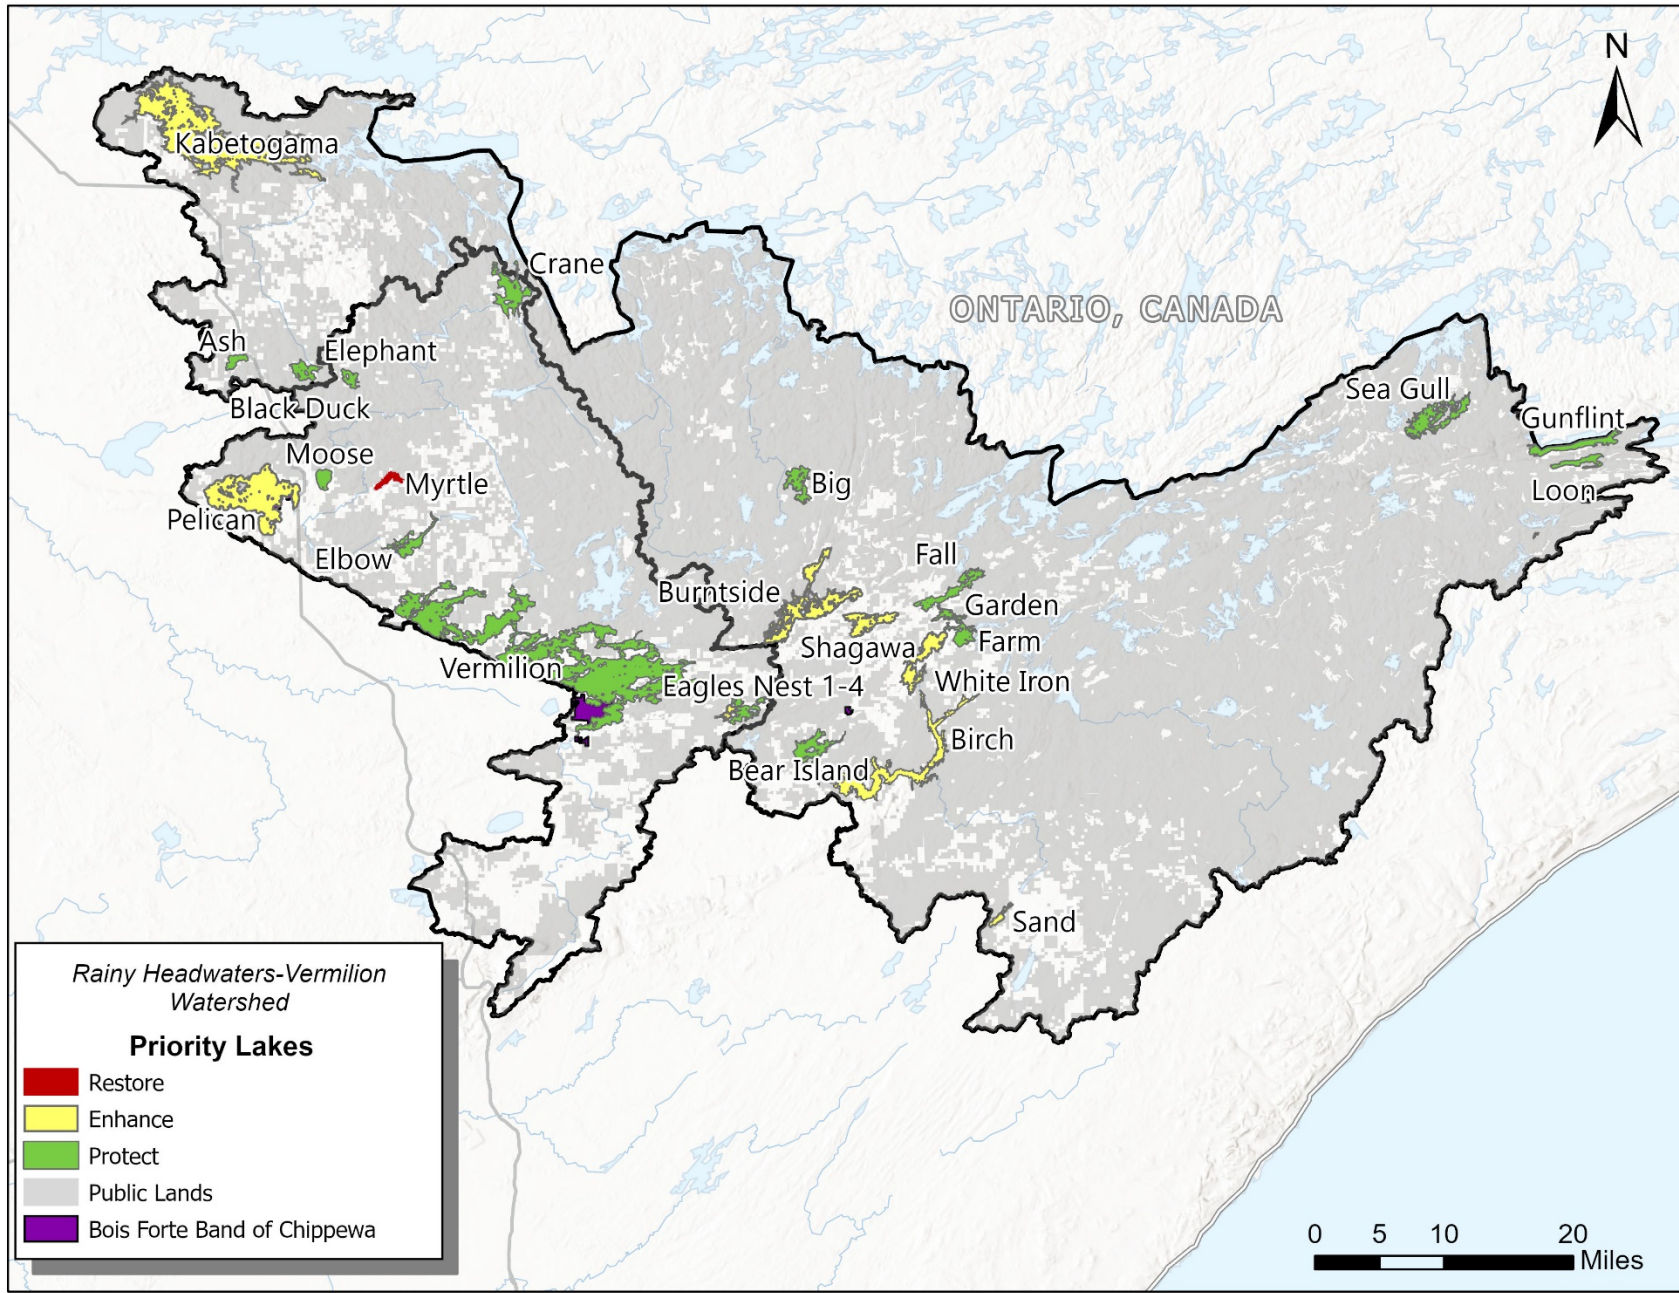 N
Kabetogama
Crane
ONTARIO, CANADA
Ash
Elephant
Black Duck
Sea Gull
Gunflint
Moose
Myrtle
Big
Loon
Pelican
Elbow
Fall
Burntside
Garden
Shagawa
Farm
Vermilion
Eagles Nest 1-4
White Iron
Birch
Bear Island
Sand
Rainy Headwaters-Vermilion
Watershed
Priority Lakes
Restore
Enhance
Protect
Public Lands
Bois Forte Band of Chippewa
0 5 10 20
Miles